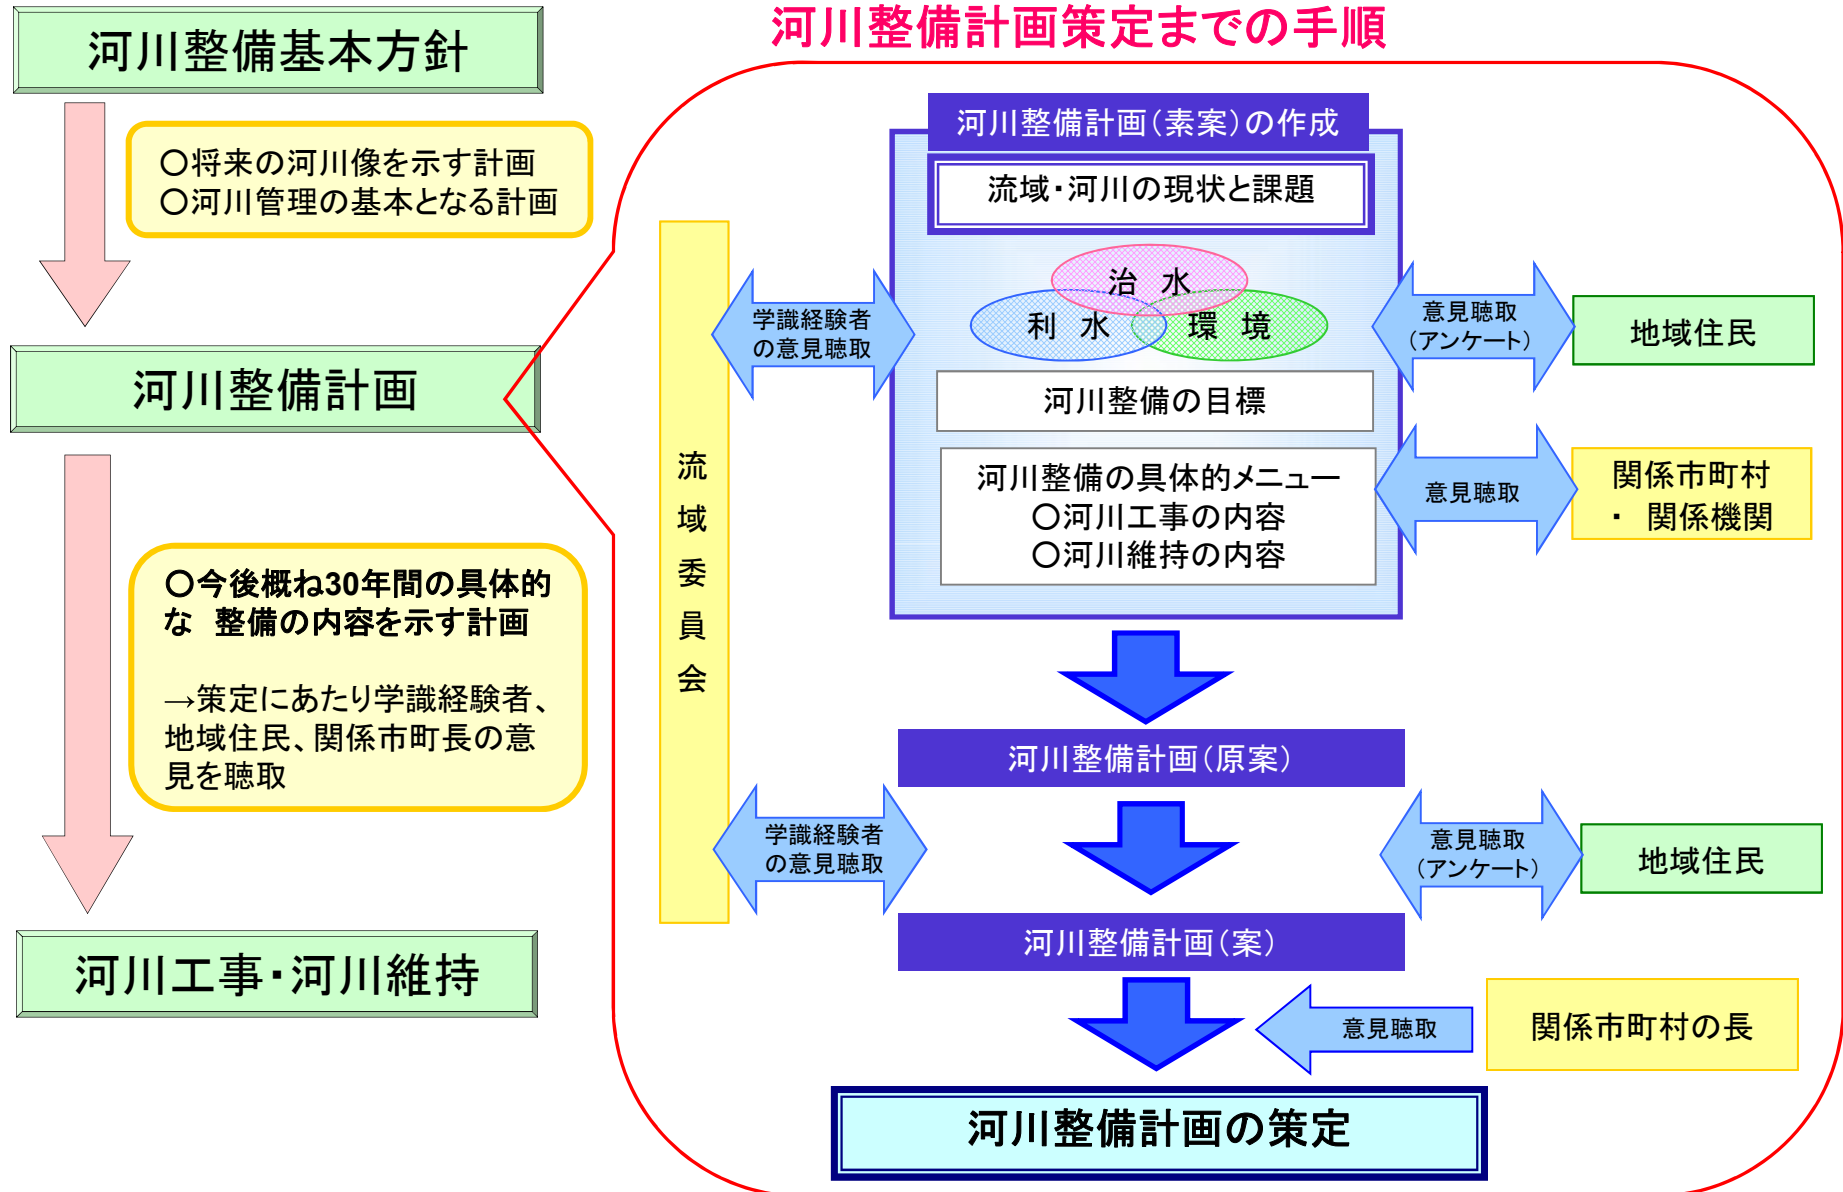 河川整備計画策定までの手順
河川整備基本方針
○将来の河川像を示す計画
○河川管理の基本となる計画
河川整備計画
○今後概ね30年間の具体的
な　整備の内容を示す計画
→策定にあたり学識経験者、
地域住民、関係市町長の意
見を聴取
河川工事・河川維持
流域委員会
河川整備計画（素案）の作成
流域・河川の現状と課題
治　水
利　水
環　境
河川整備の目標
河川整備の具体的メニュー
○河川工事の内容
○河川維持の内容
学識経験者
の意見聴取
意見聴取
（アンケート）
地域住民
意見聴取
関係市町村
・　関係機関
河川整備計画（原案）
学識経験者
の意見聴取
意見聴取
（アンケート）
地域住民
河川整備計画（案）
意見聴取
関係市町村の長
河川整備計画の策定